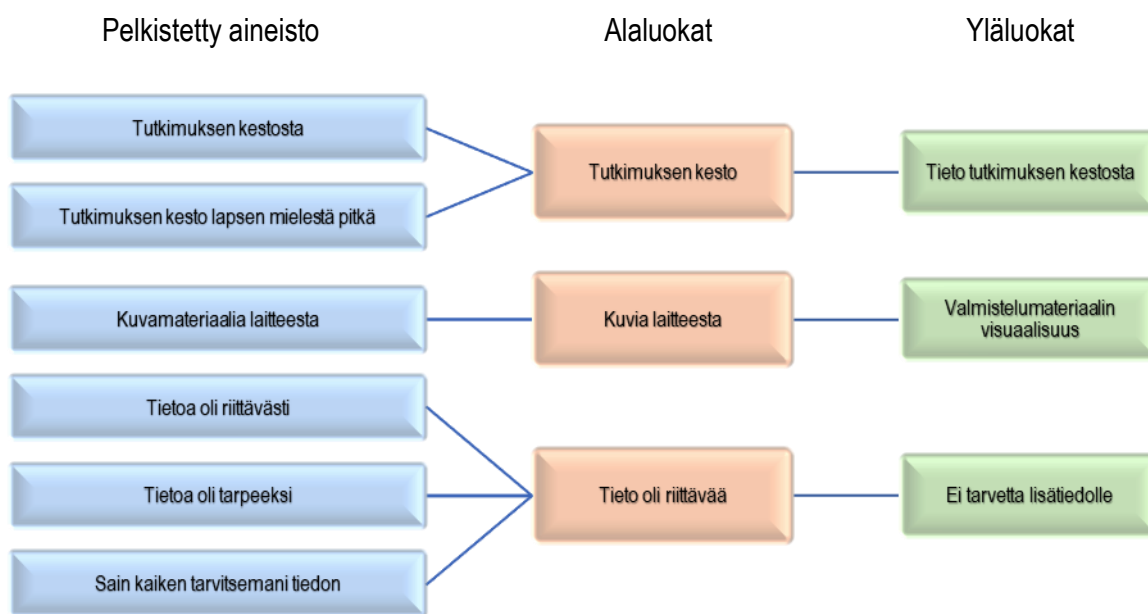 Pelkistetty aineisto
Alaluokat
Yläluokat
Tutkimuksen kestosta
Tutkimuksen kesto lapsen mielestä pitkä
Tutkimuksen kesto
Tieto tutkimuksen kestosta
Kuvamateriaalia laitteesta
Kuvia laitteesta
Valmistelumateriaalin
visuaalisuus
Tietoa oli riittävästi
Tietoa oli tarpeeksi
Sain kaiken tarvitsemani tiedon
Tieto oli riittävää
Ei tarvetta lisätiedolle